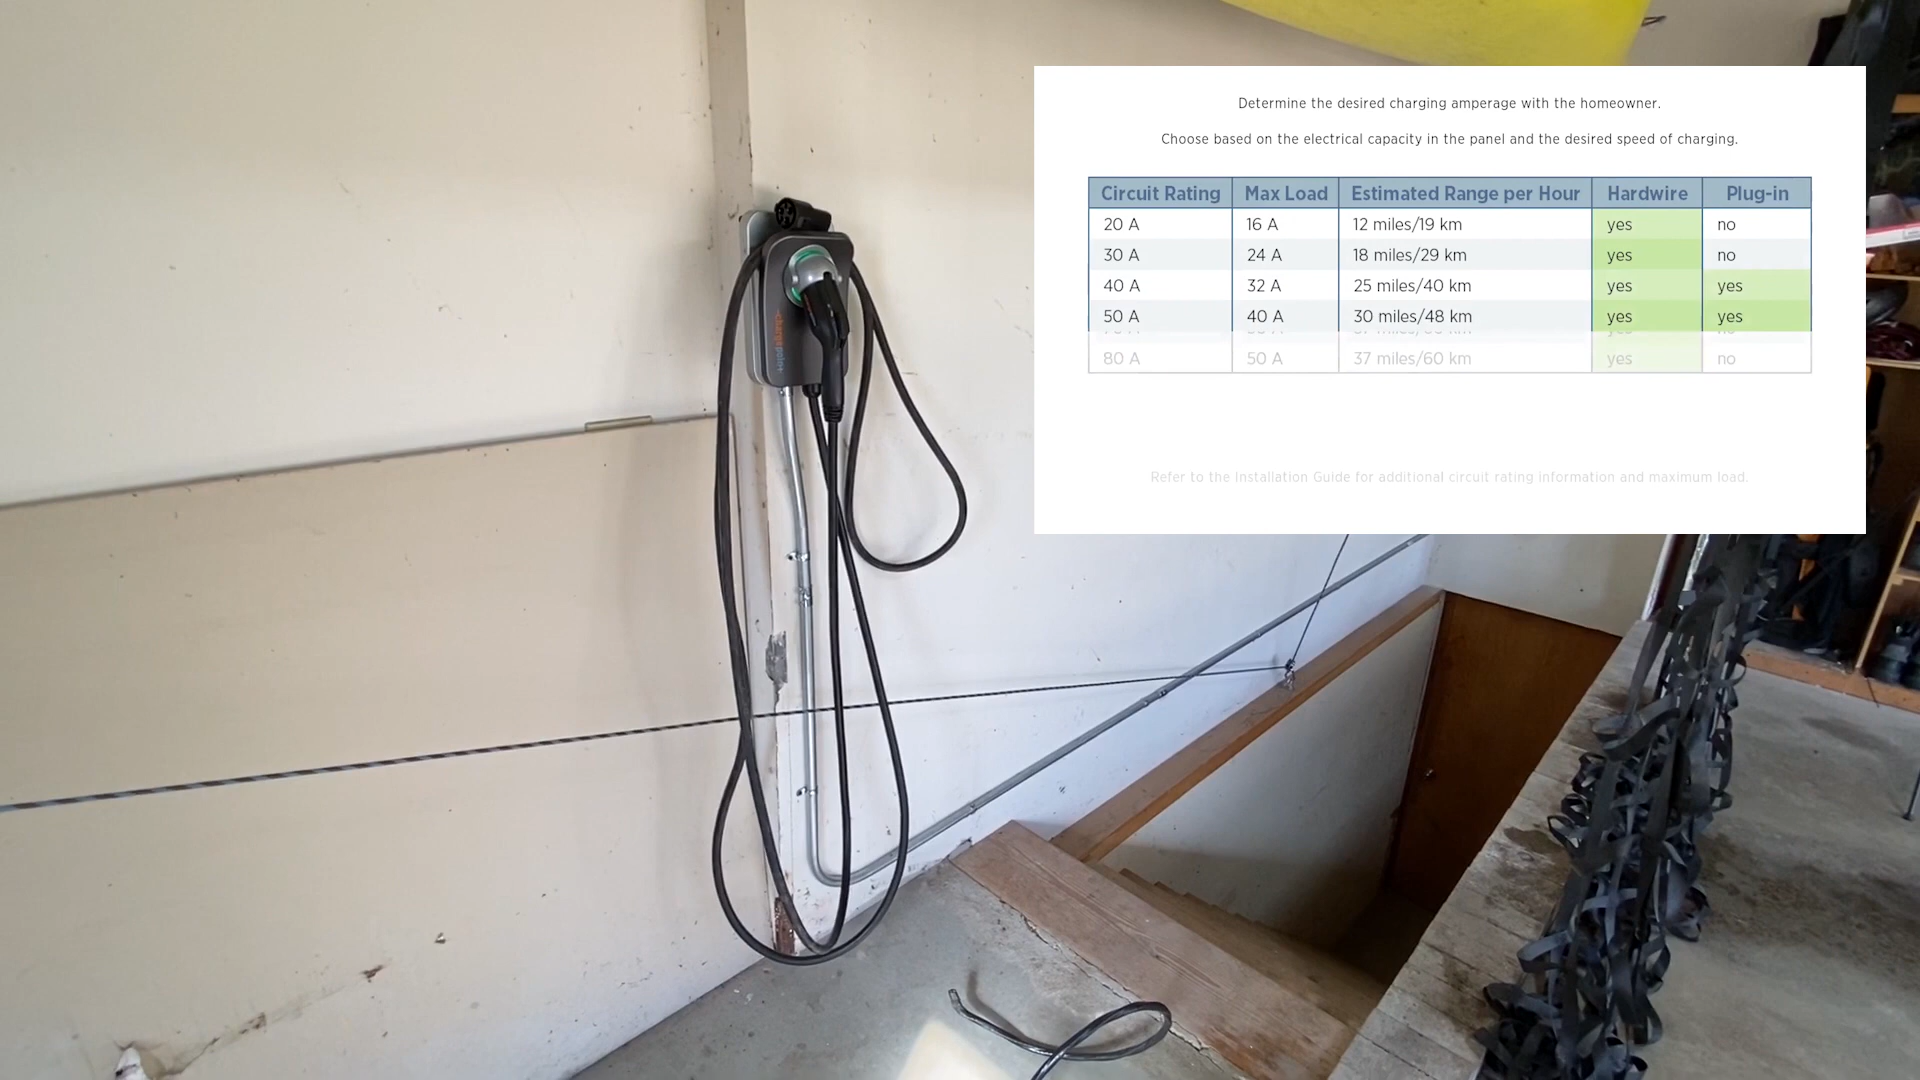 Determine the desired charging amperage with the homeowner.
Choose based on the electrical capacity in the panel and the desired speed of charging.
Circuit Rating Max Load Estimated Range per Hour Hardwire Plug-in
20 A 16 A 12 miles/19 km yes no
30 A 24 A 18 miles/29 km yes no
40 A 32 A 25 miles/40 km yes yes
50 A 40 A 30 miles/48 km yes yes
80 A 50 A 37 miles/60 km yes no
Refer to the Installation Guide for additional circuit rating information and maximum load.
-chargepoin+